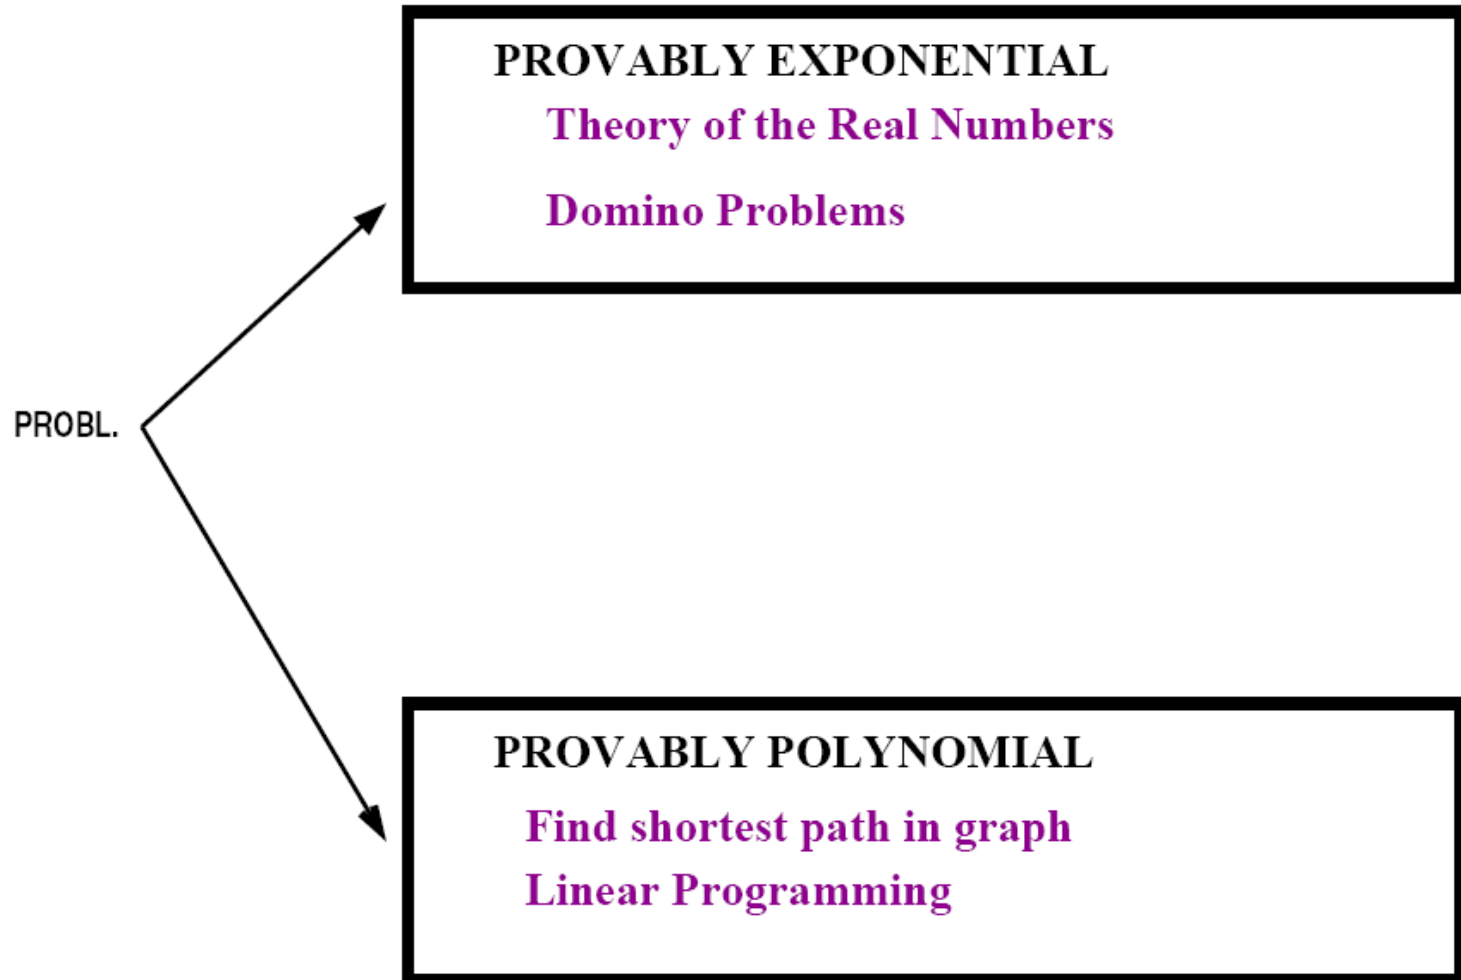 PROVABLY EXPONENTIAL
Theory of the Real Numbers
Domino Problems
PROBL.
PROVABLY POLYNOMIAL
Find shortest path in graph
Linear Programming